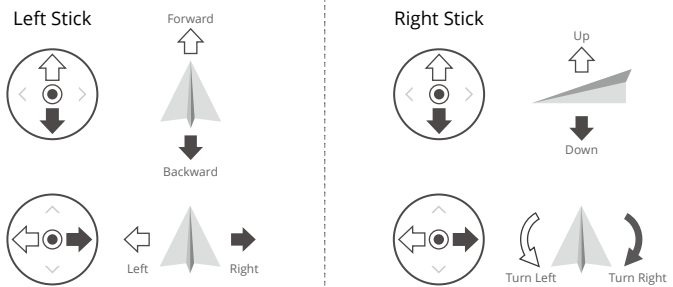 Left Stick
Forward
Backward
Left
Right
Right Stick
Up
Down
Turn Left
Turn Right